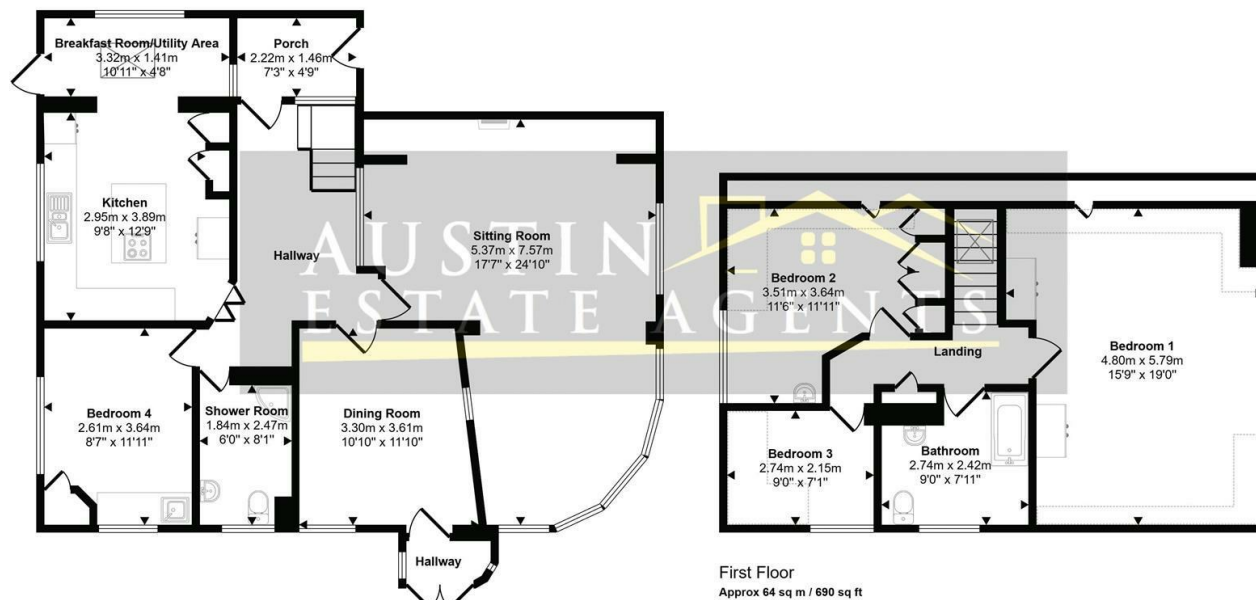 Breakfast Room/Utility Area
3.32m x 1.41m
10'11" x 4'8"
Porch
2.22m x 1.46m
7'3" x 4'9"
Kitchen
2.95m x 3.89m
9'8" x 12'9"
Hallway
Sitting Room
5.37m x 7.57m
17'7" x 24'10"
AUSTIN
ESTATE AGENTS
Bedroom 4
2.61m x 3.64m
8'7" x 11'11"
Shower Room
1.84m x 2.47m
6'0" x 8'1"
Dining Room
3.30m x 3.61m
10'10" x 11'10"
Hallway
Bedroom 2
3.51m x 3.64m
11'6" x 11'11"
Landing
Bedroom 1
4.80m x 5.79m
15'9" x 19'0"
Bedroom 3
2.74m x 2.15m
9'0" x 7'1"
Bathroom
2.74m x 2.42m
9'0" x 7'11"
First Floor
Approx 64 sq m / 690 sq ft